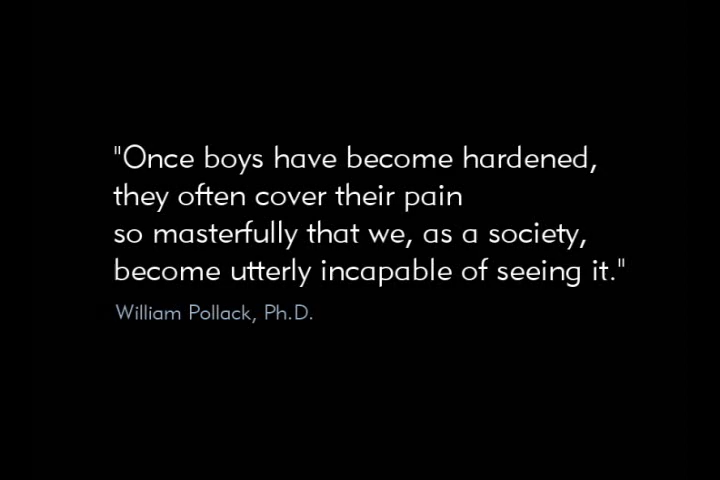 "Once boys have become hardened,
they often cover their pain
so masterfully that we, as a society,
become utterly incapable of seeing it."
William Pollack, Ph.D.